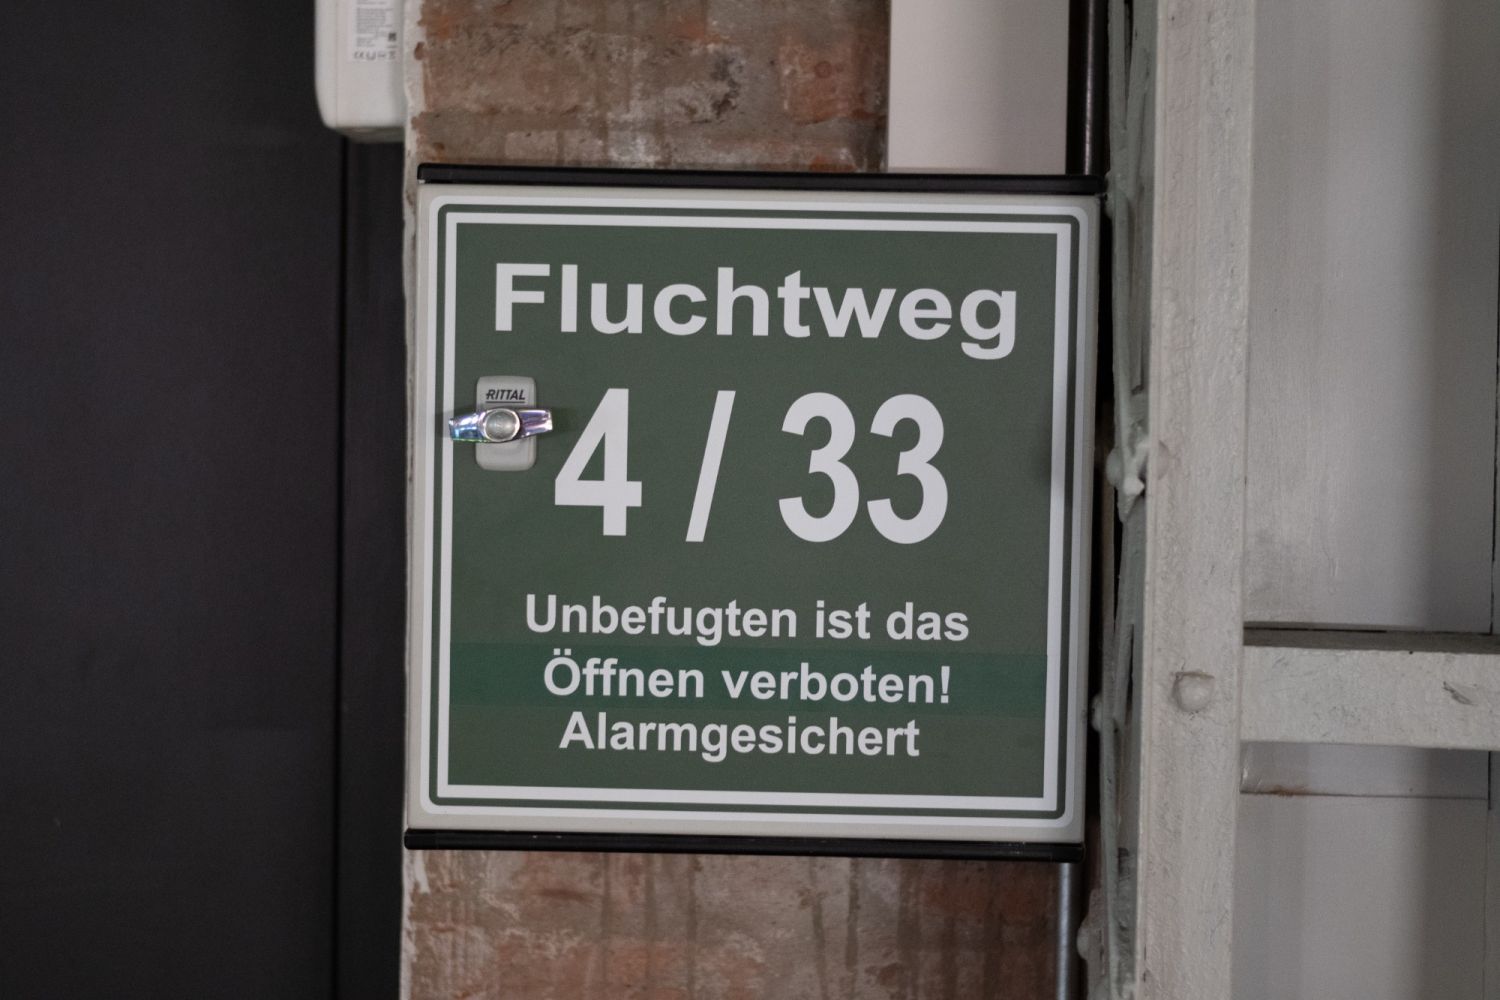 Fluchtweg
RITTAL
4 / 33
Unbefugten ist das
Öffnen verboten!
Alarmgesichert